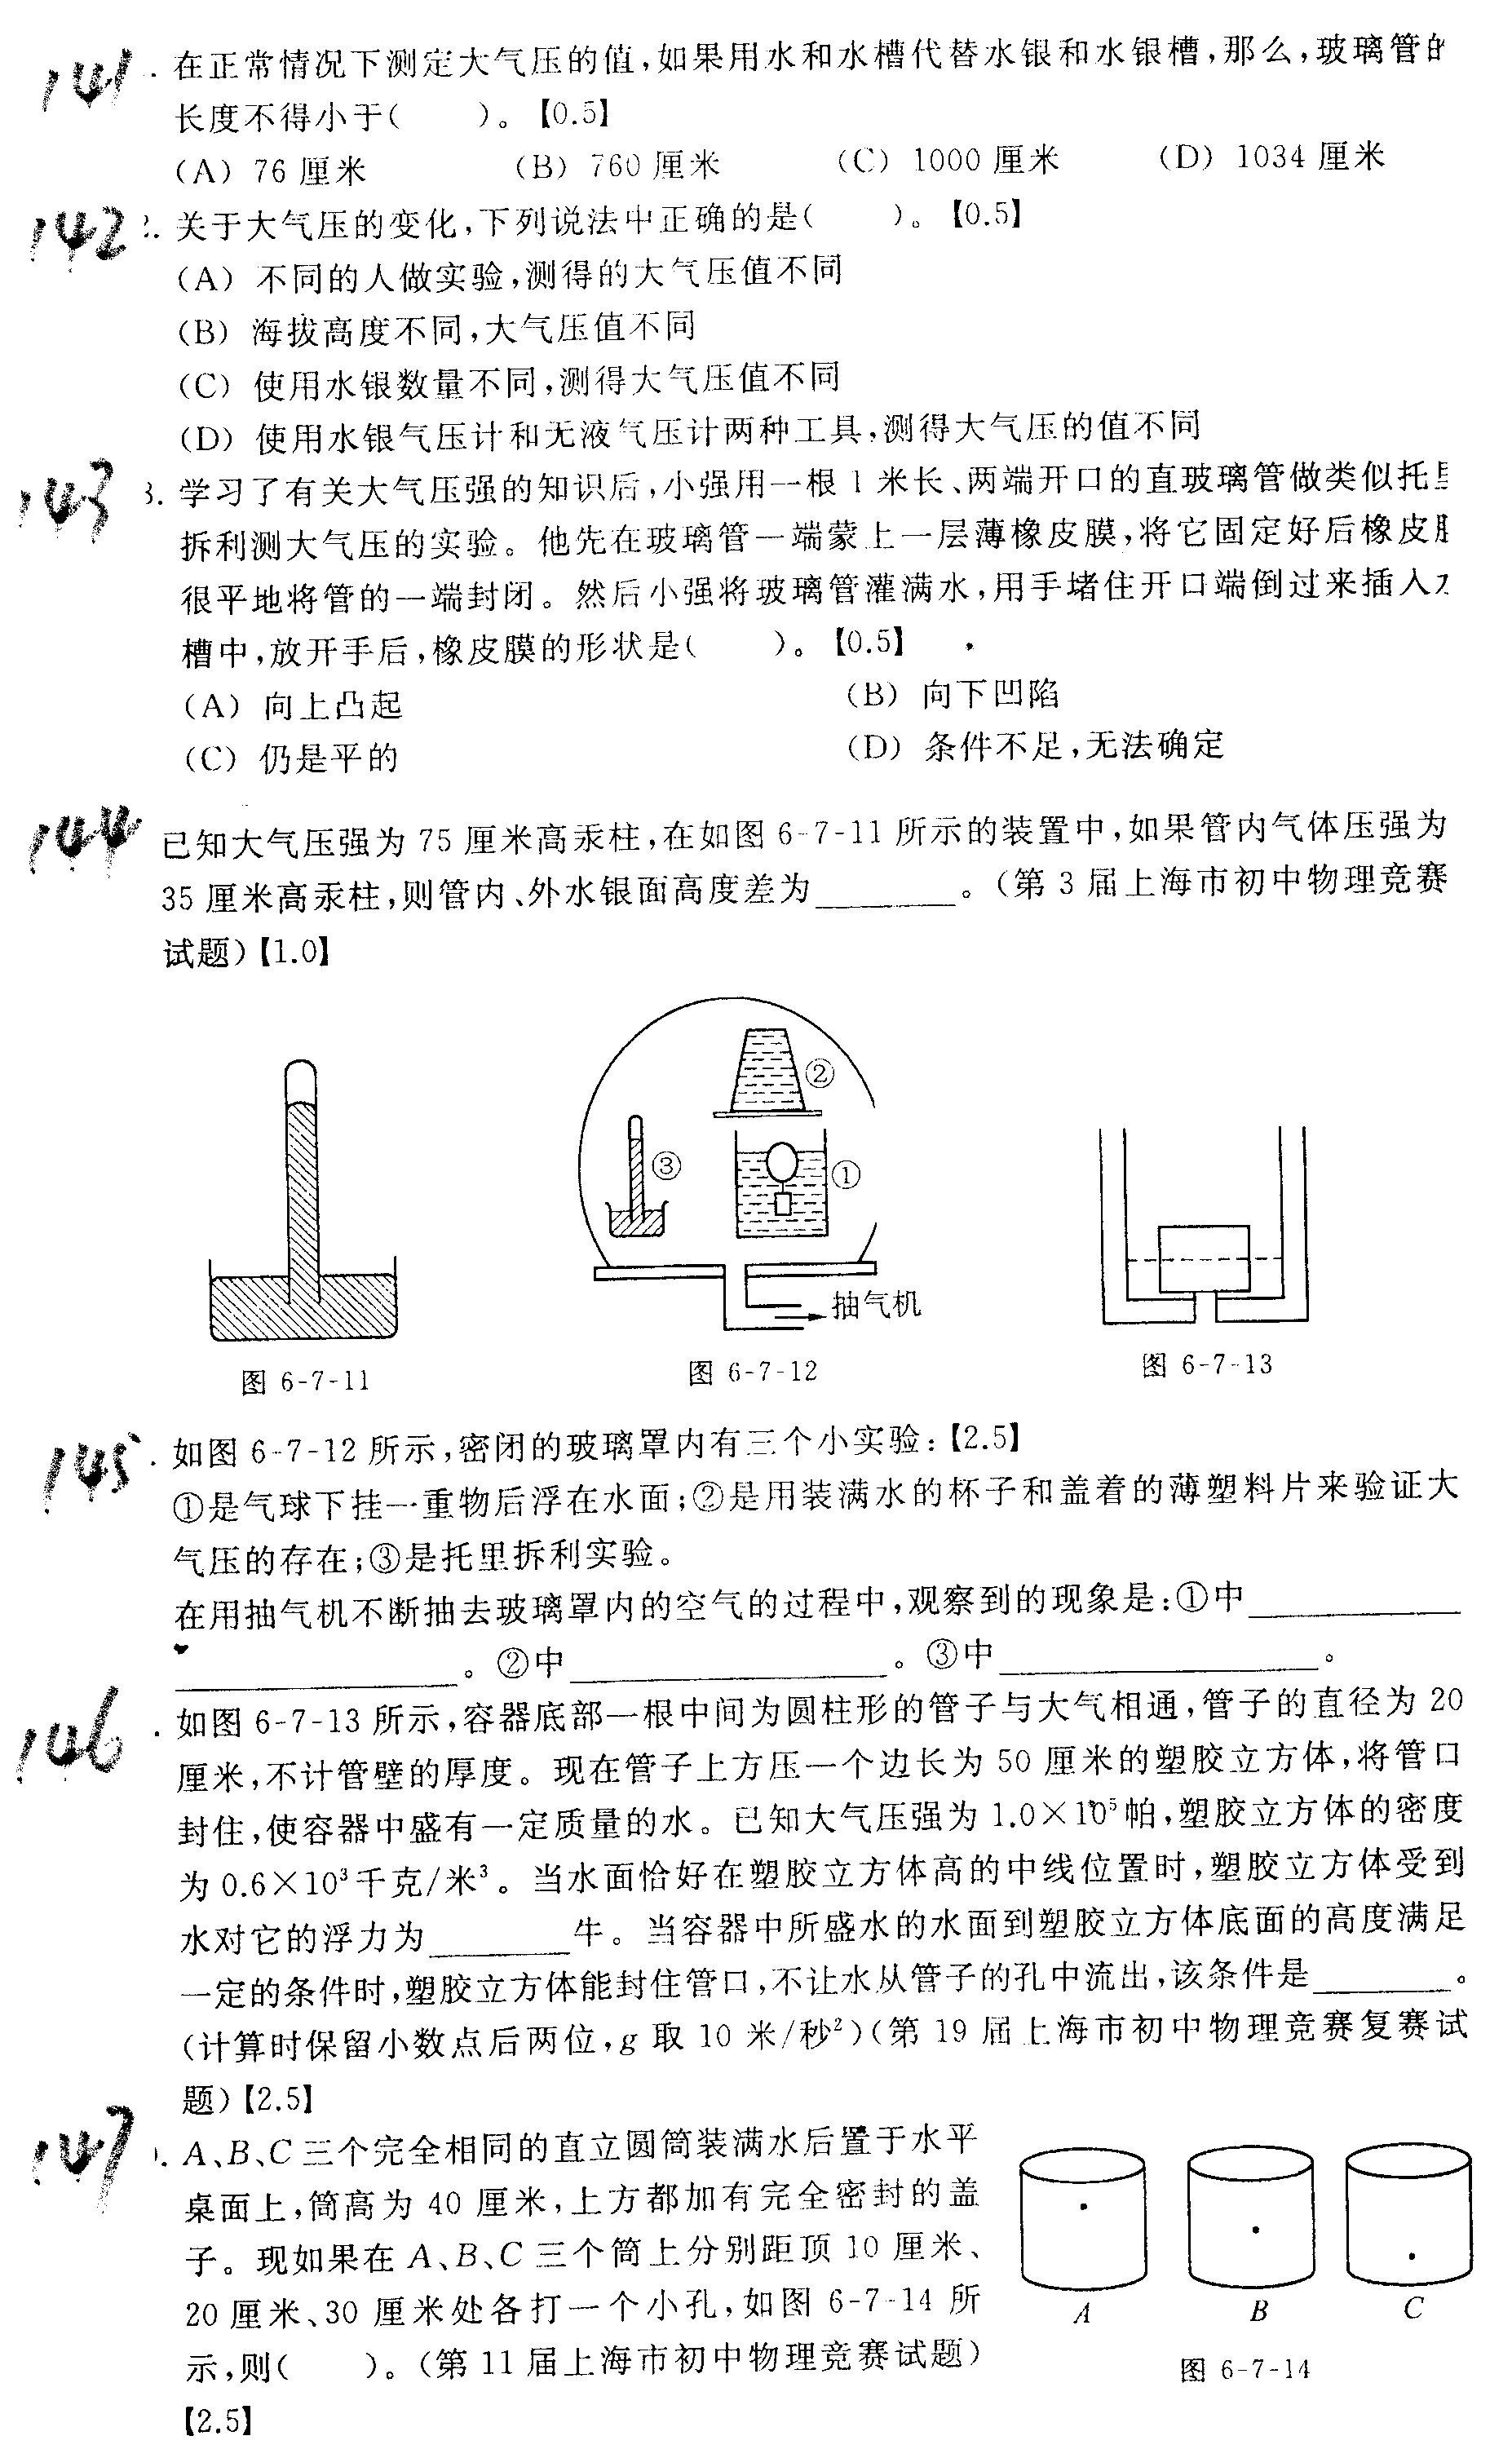 141. 在正常情况下测定大气压的值,如果用水和水槽代替水银和水银槽,那么,玻璃管的
长度不得小于(　　)。【0.5】
(A) 76 厘米　(B) 760 厘米　(C) 1000 厘米　(D) 1034 厘米
142 2. 关于大气压的变化,下列说法中正确的是(　　)。【0.5】
(A) 不同的人做实验,测得的大气压值不同
(B) 海拔高度不同,大气压值不同
(C) 使用水银数量不同,测得大气压值不同
(D) 使用水银气压计和无液气压计两种工具,测得大气压的值不同
143 3. 学习了有关大气压强的知识后,小强用一根 1 米长、两端开口的直玻璃管做类似托里
拆利测大气压的实验。他先在玻璃管一端蒙上一层薄橡皮膜,将它固定好后橡皮膜
很平地将管的一端封闭。然后小强将玻璃管灌满水,用手堵住开口端倒过来插入水
槽中,放开手后,橡皮膜的形状是(　　)。【0.5】
(A) 向上凸起　(B) 向下凹陷
(C) 仍是平的　(D) 条件不足,无法确定
144 已知大气压强为 75 厘米高汞柱,在如图 6-7-11 所示的装置中,如果管内气体压强为
35 厘米高汞柱,则管内、外水银面高度差为________。(第 3 届上海市初中物理竞赛
试题)【1.0】
②
③
①
抽气机
图 6-7-11
图 6-7-12
图 6-7-13
145. 如图 6-7-12 所示,密闭的玻璃罩内有三个小实验:【2.5】
①是气球下挂一重物后浮在水面;②是用装满水的杯子和盖着的薄塑料片来验证大
气压的存在;③是托里拆利实验。
在用抽气机不断抽去玻璃罩内的空气的过程中,观察到的现象是:①中____________
________________。②中__________________。③中__________________。
146. 如图 6-7-13 所示,容器底部一根中间为圆柱形的管子与大气相通,管子的直径为 20
厘米,不计管壁的厚度。现在管子上方压一个边长为 50 厘米的塑胶立方体,将管口
封住,使容器中盛有一定质量的水。已知大气压强为 1.0×10⁵帕,塑胶立方体的密度
为 0.6×10³千克/米³。当水面恰好在塑胶立方体高的中线位置时,塑胶立方体受到
水对它的浮力为________牛。当容器中所盛水的水面到塑胶立方体底面的高度满足
一定的条件时,塑胶立方体能封住管口,不让水从管子的孔中流出,该条件是________。
(计算时保留小数点后两位,g 取 10 米/秒²)(第 19 届上海市初中物理竞赛复赛试
题)【2.5】
147. A、B、C 三个完全相同的直立圆筒装满水后置于水平
桌面上,筒高为 40 厘米,上方都加有完全密封的盖
子。现如果在 A、B、C 三个筒上分别距顶 10 厘米、
20 厘米、30 厘米处各打一个小孔,如图 6-7-14 所
示,则(　　)。(第 11 届上海市初中物理竞赛试题)
【2.5】
A　B　C
图 6-7-14